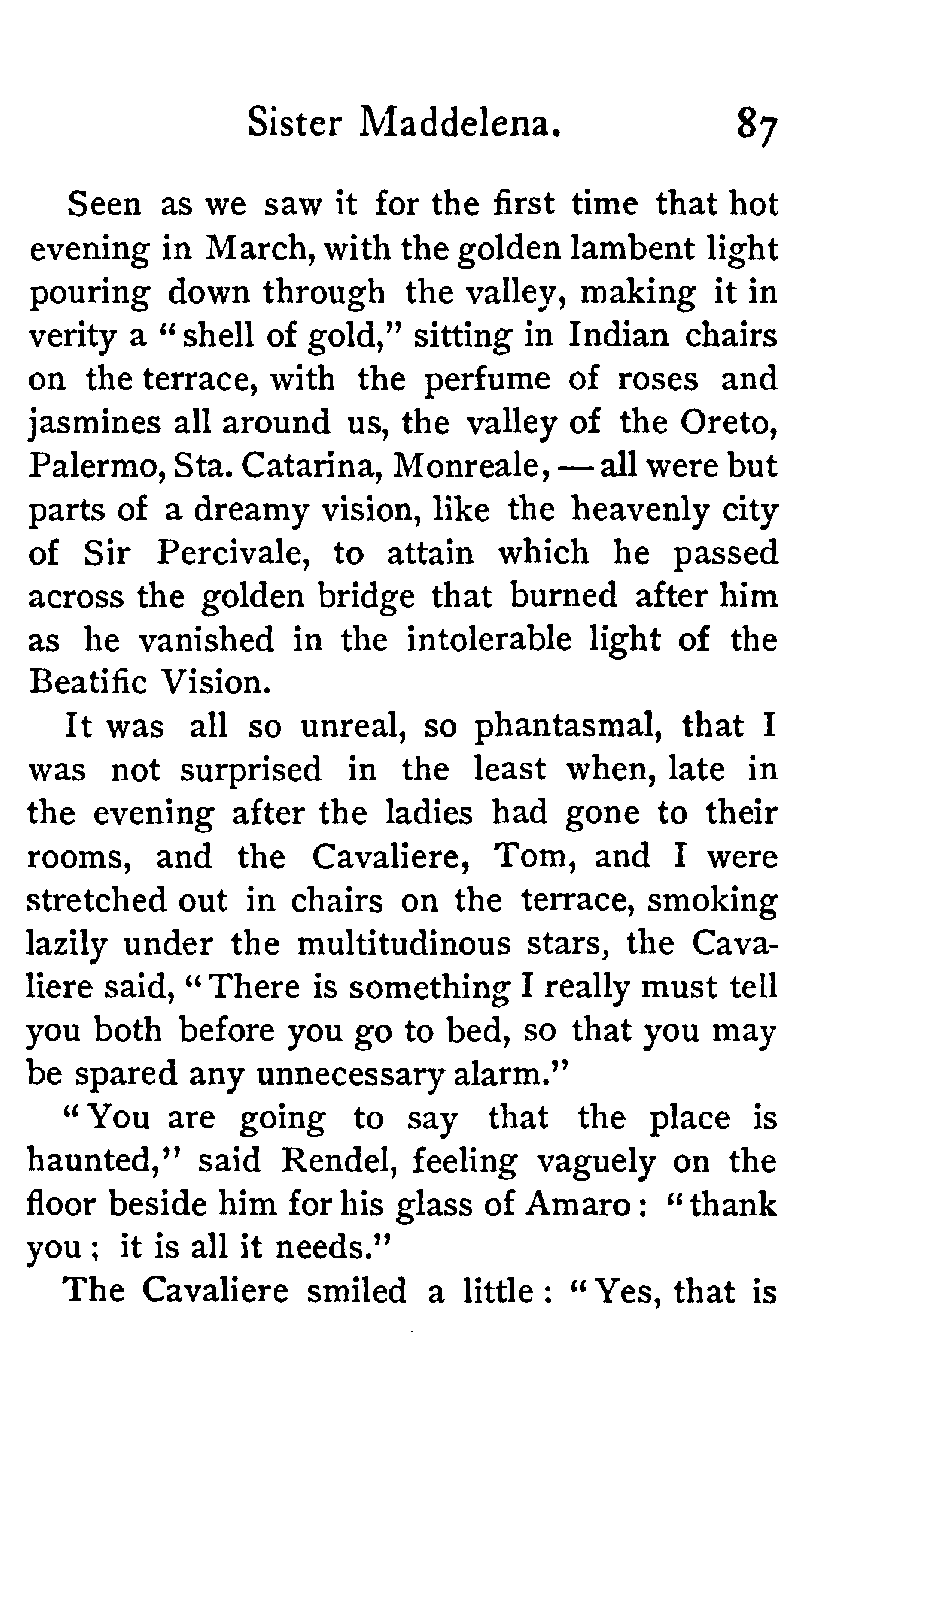 Sister Maddelena. 87
Seen as we saw it for the first time that hot
evening in March, with the golden lambent light
pouring down through the valley, making it in
verity a "shell of gold," sitting in Indian chairs
on the terrace, with the perfume of roses and
jasmines all around us, the valley of the Oreto,
Palermo, Sta. Catarina, Monreale, — all were but
parts of a dreamy vision, like the heavenly city
of Sir Percivale, to attain which he passed
across the golden bridge that burned after him
as he vanished in the intolerable light of the
Beatific Vision.
It was all so unreal, so phantasmal, that I
was not surprised in the least when, late in
the evening after the ladies had gone to their
rooms, and the Cavaliere, Tom, and I were
stretched out in chairs on the terrace, smoking
lazily under the multitudinous stars, the Cava-
liere said, "There is something I really must tell
you both before you go to bed, so that you may
be spared any unnecessary alarm."
"You are going to say that the place is
haunted," said Rendel, feeling vaguely on the
floor beside him for his glass of Amaro: "thank
you; it is all it needs."
The Cavaliere smiled a little: "Yes, that is